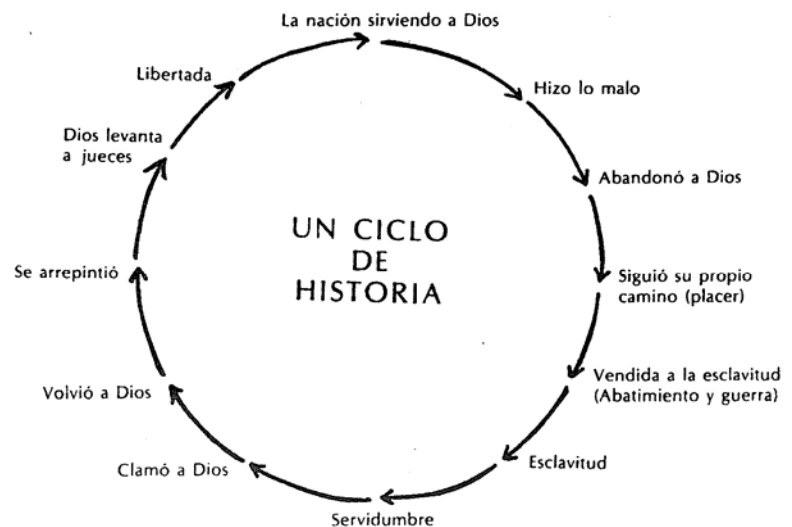 La nación sirviendo a Dios
Hizo lo malo
Abandonó a Dios
Siguió su propio
camino (placer)
Vendida a la esclavitud
(Abatimiento y guerra)
Esclavitud
Servidumbre
Clamó a Dios
Volvió a Dios
Se arrepintió
Dios levanta
a jueces
Libertada
UN CICLO
DE
HISTORIA